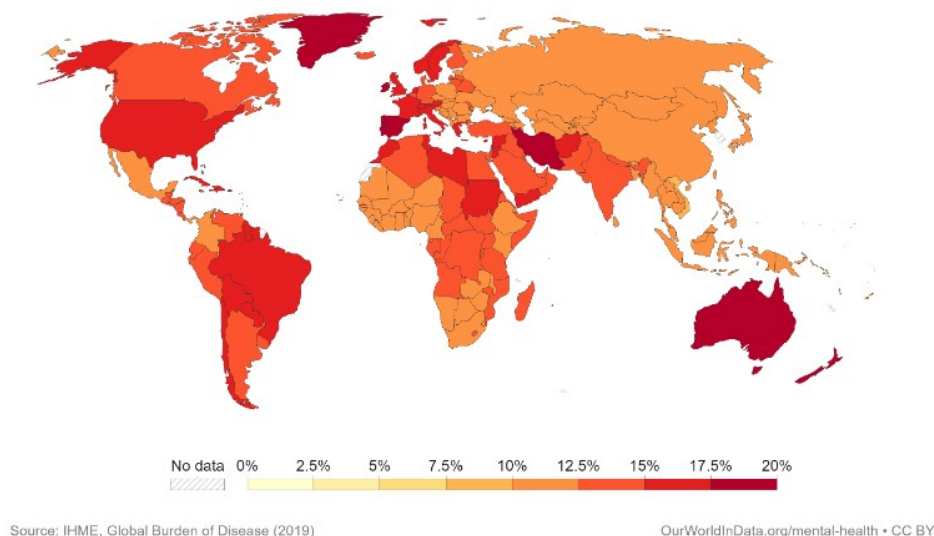 No data 0% 2.5% 5% 7.5% 10% 12.5% 15% 17.5% 20%
Source: IHME, Global Burden of Disease (2019) OurWorldInData.org/mental-health • CC BY